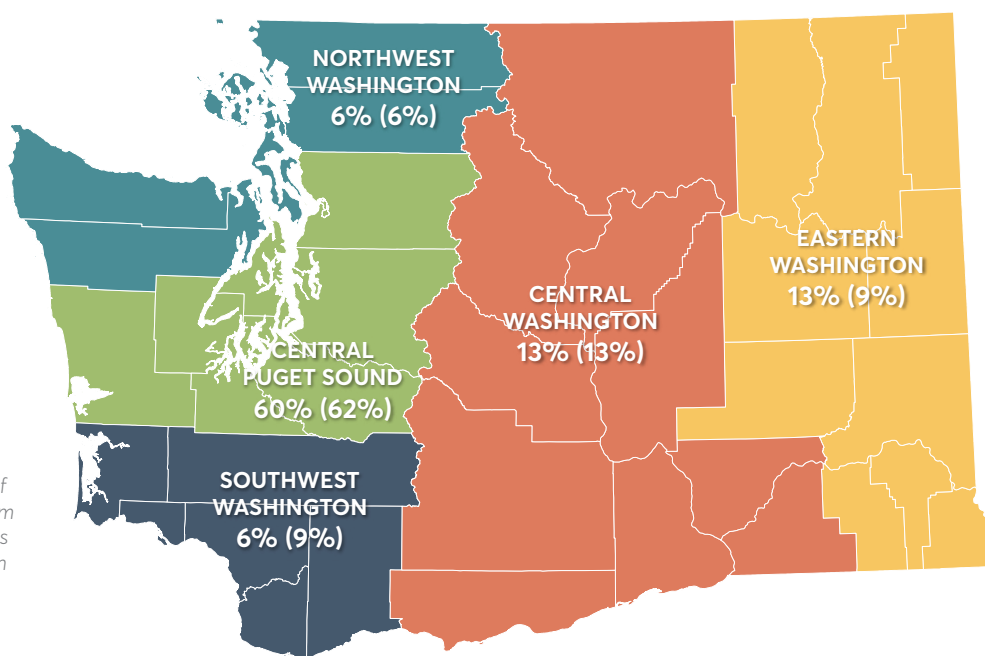 NORTHWEST
WASHINGTON
6% (6%)
EASTERN
WASHINGTON
13% (9%)
CENTRAL
WASHINGTON
13% (13%)
CENTRAL
PUGET SOUND
60% (62%)
SOUTHWEST
WASHINGTON
6% (9%)